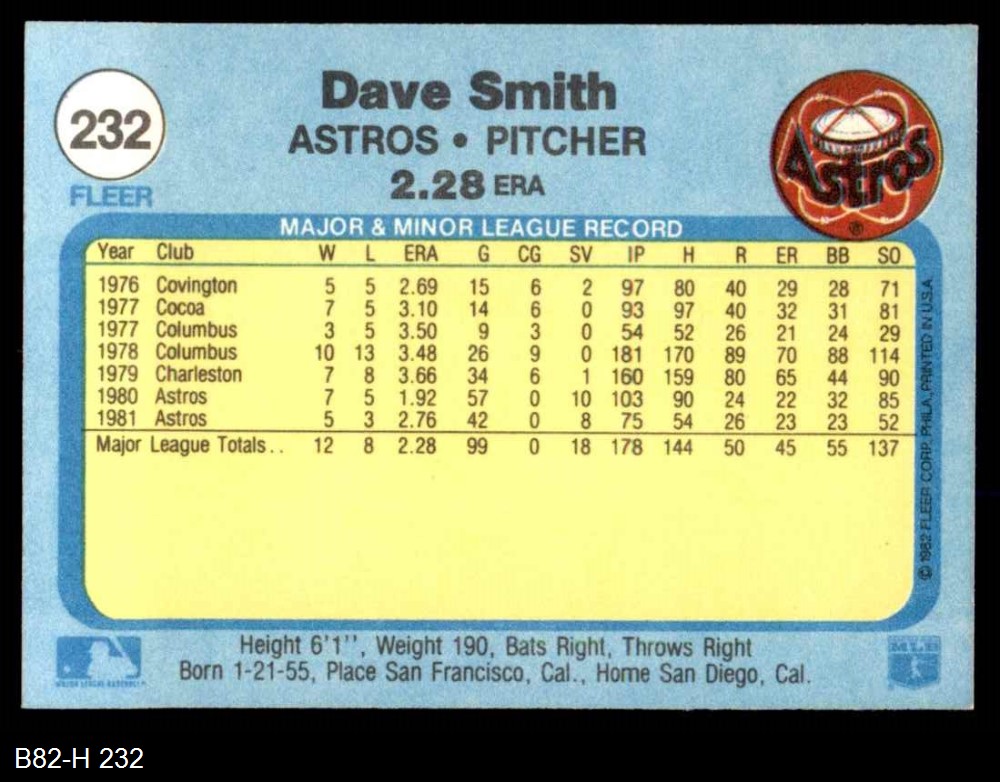 232
FLEER
Dave Smith
ASTROS • PITCHER
2.28 ERA
Astros
®
MAJOR & MINOR LEAGUE RECORD
Year Club W L ERA G CG SV IP H R ER BB SO
1976 Covington 5 5 2.69 15 6 2 97 80 40 29 28 71
1977 Cocoa 7 5 3.10 14 6 0 93 97 40 32 31 81
1977 Columbus 3 5 3.50 9 3 0 54 52 26 21 24 29
1978 Columbus 10 13 3.48 26 9 0 181 170 89 70 88 114
1979 Charleston 7 8 3.66 34 6 1 160 159 80 65 44 90
1980 Astros 7 5 1.92 57 0 10 103 90 24 22 32 85
1981 Astros 5 3 2.76 42 0 8 75 54 26 23 23 52
Major League Totals.. 12 8 2.28 99 0 18 178 144 50 45 55 137
© 1982 FLEER CORP. PHILA., PRINTED IN U.S.A.
Height 6'1'', Weight 190, Bats Right, Throws Right
Born 1-21-55, Place San Francisco, Cal., Home San Diego, Cal.
MAJOR LEAGUE BASEBALL
B82-H 232